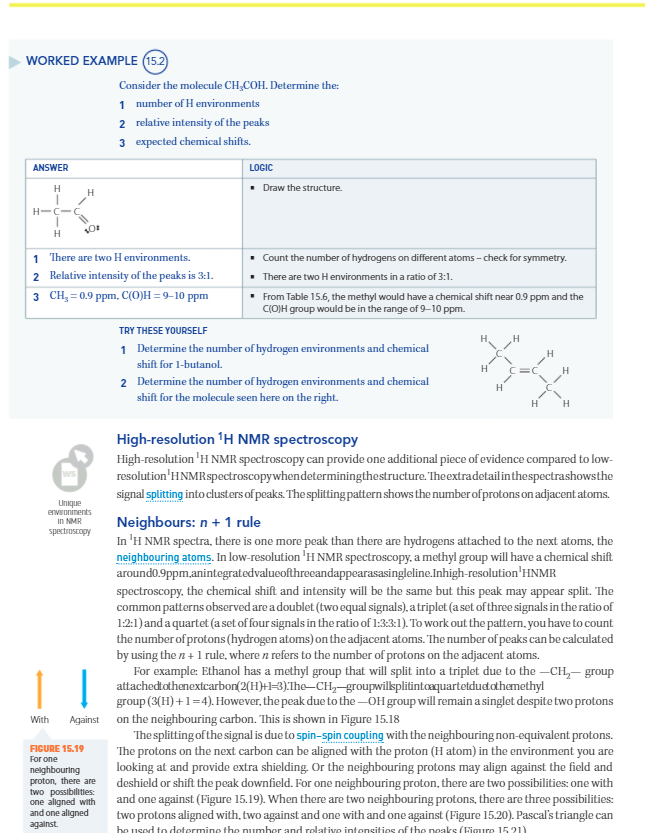 WORKED EXAMPLE 15.2
Consider the molecule CH₃COH. Determine the:
1 number of H environments
2 relative intensity of the peaks
3 expected chemical shifts.
ANSWER LOGIC
H
H
H—C—C
H
O
▪ Draw the structure.
1 There are two H environments.
▪ Count the number of hydrogens on different atoms – check for symmetry.
2 Relative intensity of the peaks is 3:1.
▪ There are two H environments in a ratio of 3:1.
3 CH₃ = 0.9 ppm, C(O)H = 9–10 ppm
▪ From Table 15.6, the methyl would have a chemical shift near 0.9 ppm and the
C(O)H group would be in the range of 9–10 ppm.
TRY THESE YOURSELF
1 Determine the number of hydrogen environments and chemical
shift for 1-butanol.
2 Determine the number of hydrogen environments and chemical
shift for the molecule seen here on the right.
H H
C H
H C=C H
H C
H H
WS
Unique
environments
in NMR
spectroscopy
High-resolution ¹H NMR spectroscopy
High-resolution ¹H NMR spectroscopy can provide one additional piece of evidence compared to low-
resolution ¹H NMR spectroscopy when determining the structure. The extra detail in the spectra shows the
signal splitting into clusters of peaks. The splitting pattern shows the number of protons on adjacent atoms.
Neighbours: n + 1 rule
In ¹H NMR spectra, there is one more peak than there are hydrogens attached to the next atoms, the
neighbouring atoms. In low-resolution ¹H NMR spectroscopy, a methyl group will have a chemical shift
around 0.9 ppm, an integrated value of three and appear as a single line. In high-resolution ¹H NMR
spectroscopy, the chemical shift and intensity will be the same but this peak may appear split. The
common patterns observed are a doublet (two equal signals), a triplet (a set of three signals in the ratio of
1:2:1) and a quartet (a set of four signals in the ratio of 1:3:3:1). To work out the pattern, you have to count
the number of protons (hydrogen atoms) on the adjacent atoms. The number of peaks can be calculated
by using the n + 1 rule, where n refers to the number of protons on the adjacent atoms.
For example: Ethanol has a methyl group that will split into a triplet due to the —CH₂— group
attached to the next carbon (2(H)+1=3). The —CH₂— group will split into a quartet due to the methyl
group (3(H) + 1 = 4). However, the peak due to the —OH group will remain a singlet despite two protons
on the neighbouring carbon. This is shown in Figure 15.18
The splitting of the signal is due to spin–spin coupling with the neighbouring non-equivalent protons.
The protons on the next carbon can be aligned with the proton (H atom) in the environment you are
looking at and provide extra shielding. Or the neighbouring protons may align against the field and
deshield or shift the peak downfield. For one neighbouring proton, there are two possibilities: one with
and one against (Figure 15.19). When there are two neighbouring protons, there are three possibilities:
two protons aligned with, two against and one with and one against (Figure 15.20). Pascal's triangle can
be used to determine the number and relative intensities of the peaks (Figure 15.21).
With Against
FIGURE 15.19
For one
neighbouring
proton, there are
two possibilities:
one aligned with
and one aligned
against.